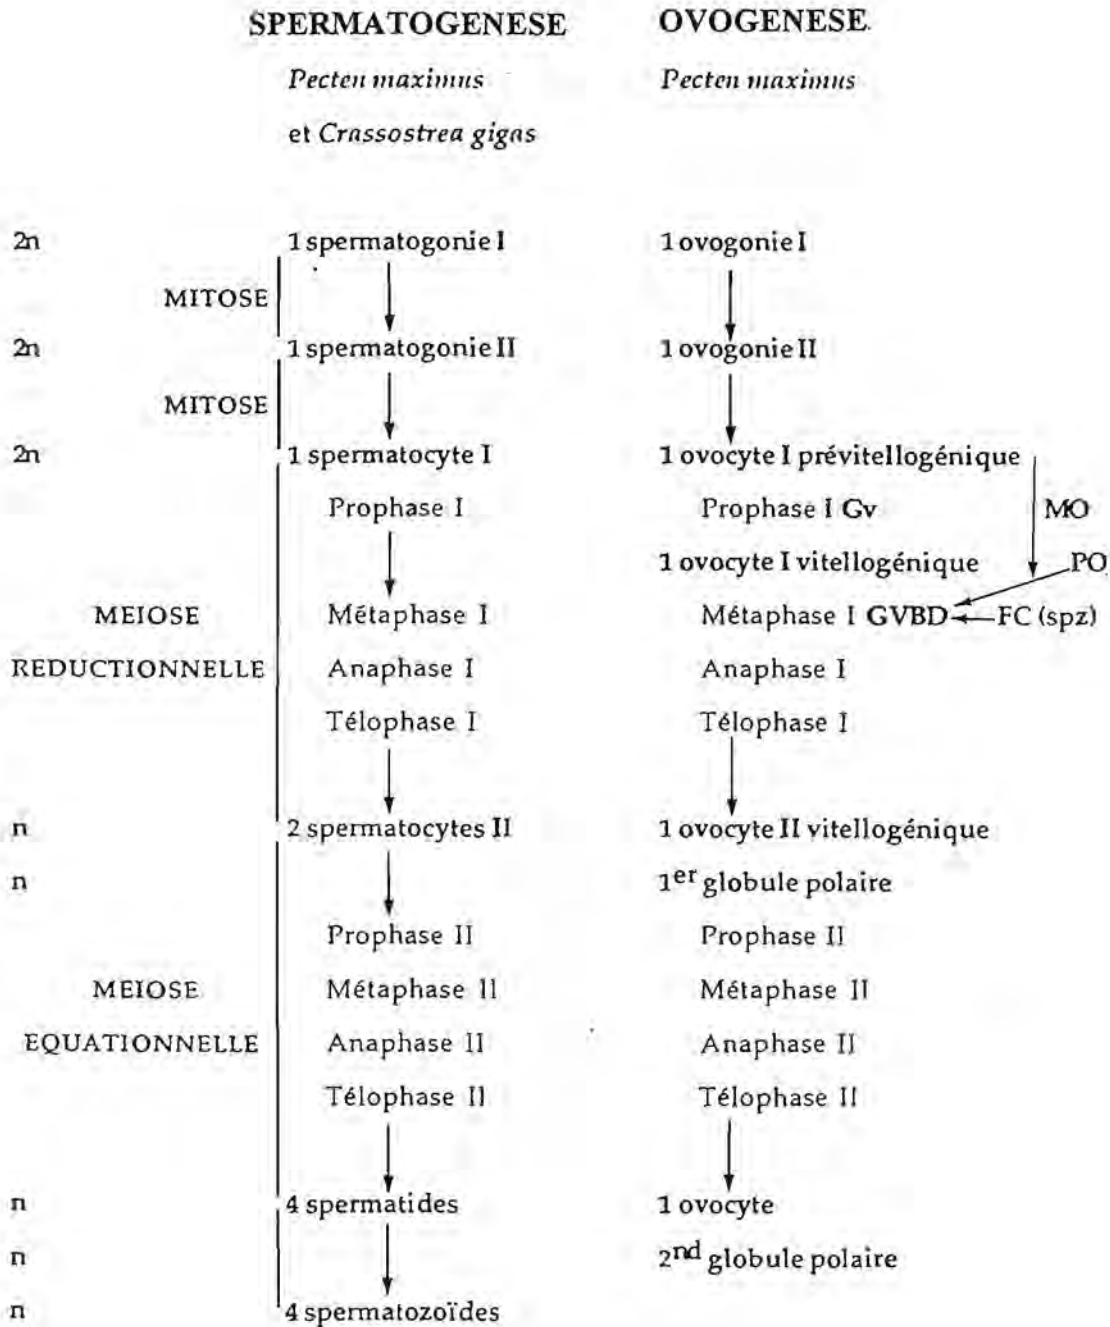 SPERMATOGENESE OVOGENESE
Pecten maximus Pecten maximus
et Crassostrea gigas
2n 1 spermatogonie I 1 ovogonie I
MITOSE
2n 1 spermatogonie II 1 ovogonie II
MITOSE
2n 1 spermatocyte I 1 ovocyte I prévitellogénique
Prophase I Prophase I Gv MO
1 ovocyte I vitellogénique PO
MEIOSE Métaphase I Métaphase I GVBD FC (spz)
REDUCTIONNELLE Anaphase I Anaphase I
Télophase I Télophase I
n 2 spermatocytes II 1 ovocyte II vitellogénique
n 1er globule polaire
Prophase II Prophase II
MEIOSE Métaphase II Métaphase II
EQUATIONNELLE Anaphase II Anaphase II
Télophase II Télophase II
n 4 spermatides 1 ovocyte
n 2nd globule polaire
n 4 spermatozoïdes